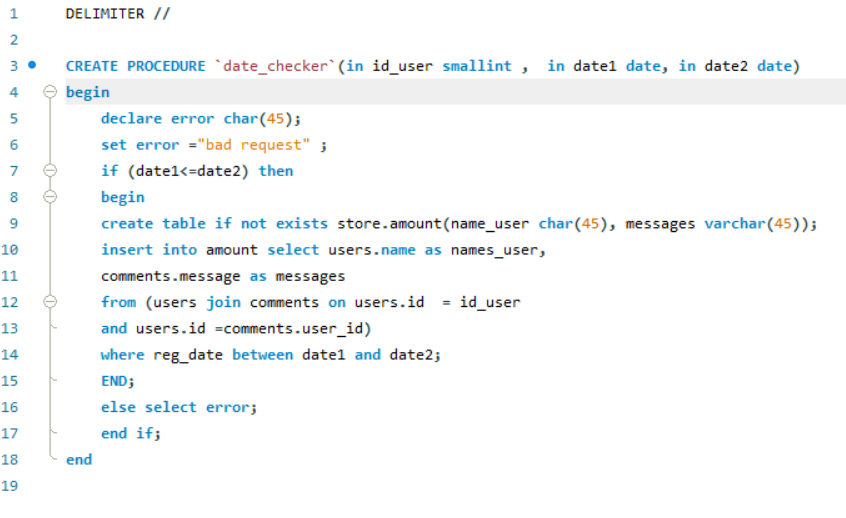 1 DELIMITER //
2
3 CREATE PROCEDURE `date_checker`(in id_user smallint ,  in date1 date, in date2 date)
4 begin
5 declare error char(45);
6 set error ="bad request" ;
7 if (date1<=date2) then
8 begin
9 create table if not exists store.amount(name_user char(45), messages varchar(45));
10 insert into amount select users.name as names_user,
11 comments.message as messages
12 from (users join comments on users.id  = id_user
13 and users.id =comments.user_id)
14 where reg_date between date1 and date2;
15 END;
16 else select error;
17 end if;
18 end
19